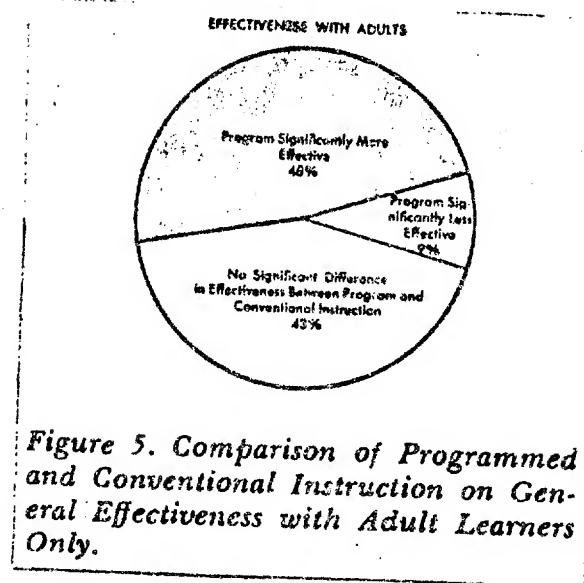 EFFECTIVENESS WITH ADULTS
Program Significantly More
Effective
48%
Program Sig-
nificantly Less
Effective
9%
No Significant Difference
in Effectiveness Between Program and
Conventional Instruction
43%
Figure 5. Comparison of Programmed
and Conventional Instruction on Gen-
eral Effectiveness with Adult Learners
Only.